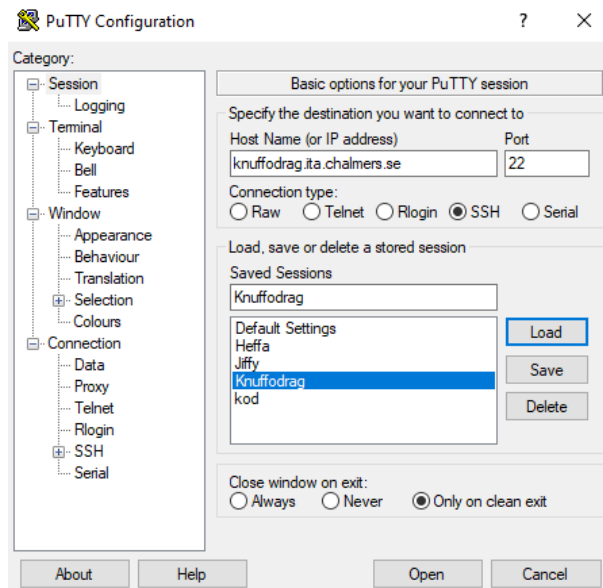 PuTTY Configuration
?
Category:
Session
Logging
Terminal
Keyboard
Bell
Features
Window
Appearance
Behaviour
Translation
Selection
Colours
Connection
Data
Proxy
Telnet
Rlogin
SSH
Serial
Basic options for your PuTTY session
Specify the destination you want to connect to
Host Name (or IP address) Port
knuffodrag.ita.chalmers.se 22
Connection type:
Raw Telnet Rlogin SSH Serial
Load, save or delete a stored session
Saved Sessions
Knuffodrag
Default Settings
Heffa
Jiffy
Knuffodrag
kod
Load
Save
Delete
Close window on exit:
Always Never Only on clean exit
About Help Open Cancel